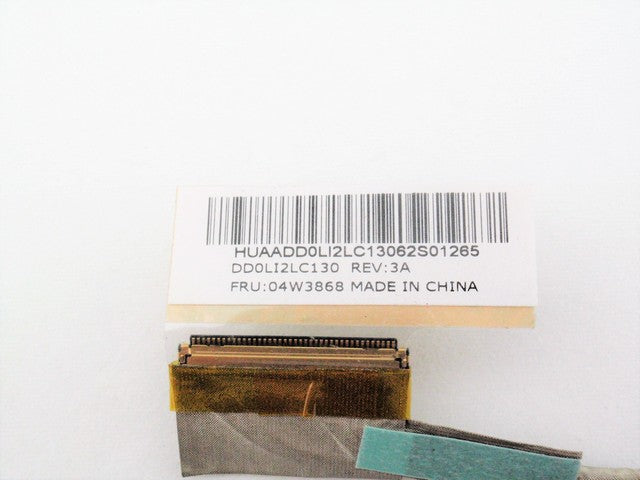 HUAADD0LI2LC13062S01265
DD0LI2LC130 REV:3A
FRU:04W3868 MADE IN CHINA